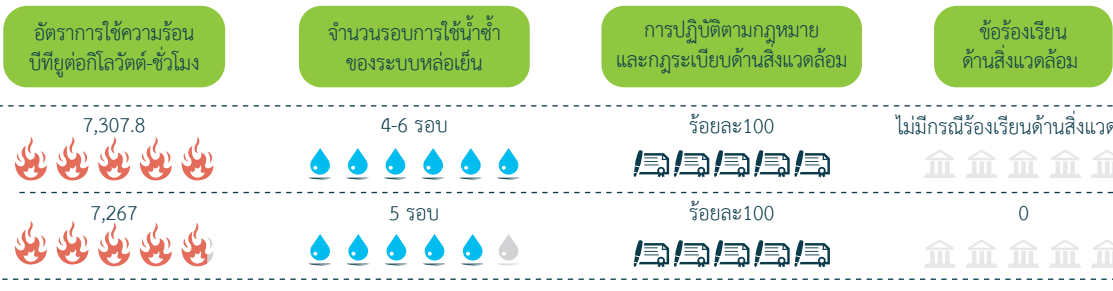 อัตราการใช้ความร้อน
บีทียูต่อกิโลวัตต์-ชั่วโมง
จำนวนรอบการใช้น้ำซ้ำ
ของระบบหล่อเย็น
การปฏิบัติตามกฎหมาย
และกฎระเบียบด้านสิ่งแวดล้อม
ข้อร้องเรียน
ด้านสิ่งแวดล้อม
7,307.8
4-6 รอบ
ร้อยละ100
ไม่มีกรณีร้องเรียนด้านสิ่งแวด
7,267
5 รอบ
ร้อยละ100
0